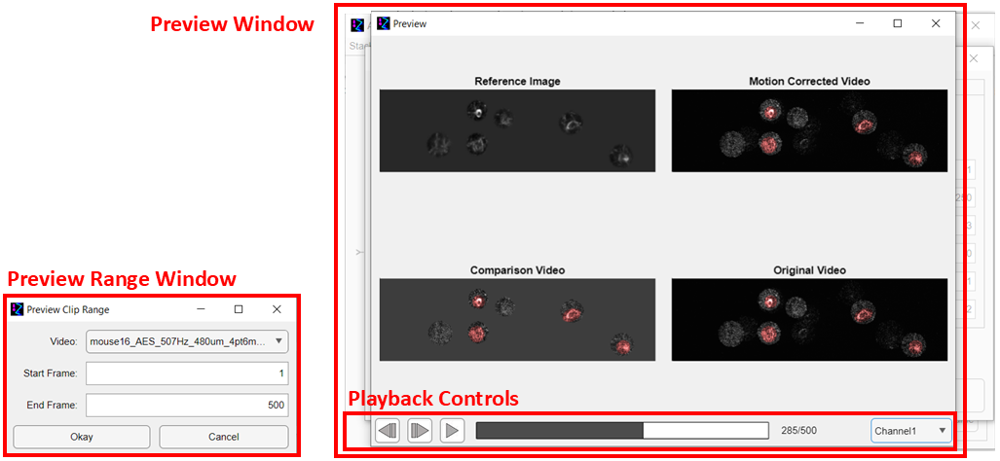 Preview Window
Preview
Reference Image
Motion Corrected Video
Comparison Video
Original Video
Playback Controls
285/500
Channel1
Preview Range Window
Preview Clip Range
Video:
mouse16_AES_507Hz_480um_4pt6m...
Start Frame:
1
End Frame:
500
Okay
Cancel